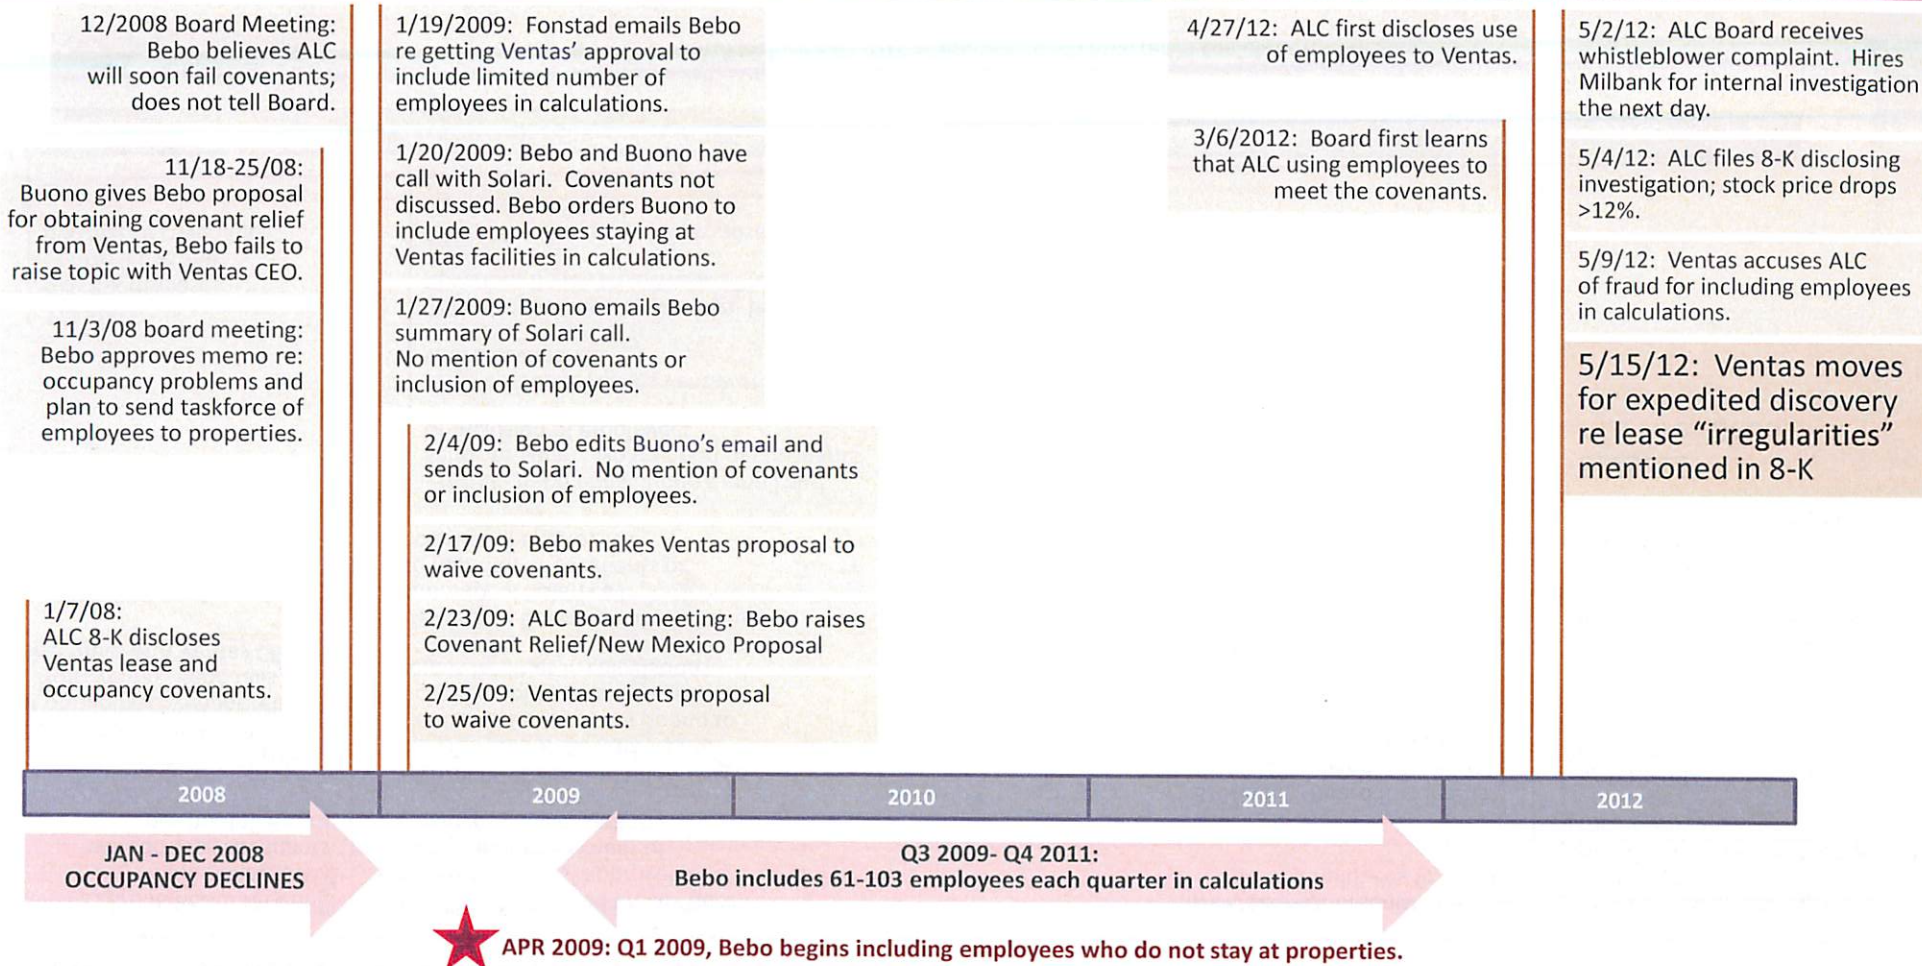 12/2008 Board Meeting:
Bebo believes ALC
will soon fail covenants;
does not tell Board.
11/18-25/08:
Buono gives Bebo proposal
for obtaining covenant relief
from Ventas, Bebo fails to
raise topic with Ventas CEO.
11/3/08 board meeting:
Bebo approves memo re:
occupancy problems and
plan to send taskforce of
employees to properties.
1/7/08:
ALC 8-K discloses
Ventas lease and
occupancy covenants.
1/19/2009: Fonstad emails Bebo
re getting Ventas' approval to
include limited number of
employees in calculations.
1/20/2009: Bebo and Buono have
call with Solari. Covenants not
discussed. Bebo orders Buono to
include employees staying at
Ventas facilities in calculations.
1/27/2009: Buono emails Bebo
summary of Solari call.
No mention of covenants or
inclusion of employees.
2/4/09: Bebo edits Buono's email and
sends to Solari. No mention of covenants
or inclusion of employees.
2/17/09: Bebo makes Ventas proposal to
waive covenants.
2/23/09: ALC Board meeting: Bebo raises
Covenant Relief/New Mexico Proposal
2/25/09: Ventas rejects proposal
to waive covenants.
4/27/12: ALC first discloses use
of employees to Ventas.
3/6/2012: Board first learns
that ALC using employees to
meet the covenants.
5/2/12: ALC Board receives
whistleblower complaint. Hires
Milbank for internal investigation
the next day.
5/4/12: ALC files 8-K disclosing
investigation; stock price drops
>12%.
5/9/12: Ventas accuses ALC
of fraud for including employees
in calculations.
5/15/12: Ventas moves
for expedited discovery
re lease “irregularities”
mentioned in 8-K
2008
2009
2010
2011
2012
JAN - DEC 2008
OCCUPANCY DECLINES
Q3 2009- Q4 2011:
Bebo includes 61-103 employees each quarter in calculations
APR 2009: Q1 2009, Bebo begins including employees who do not stay at properties.